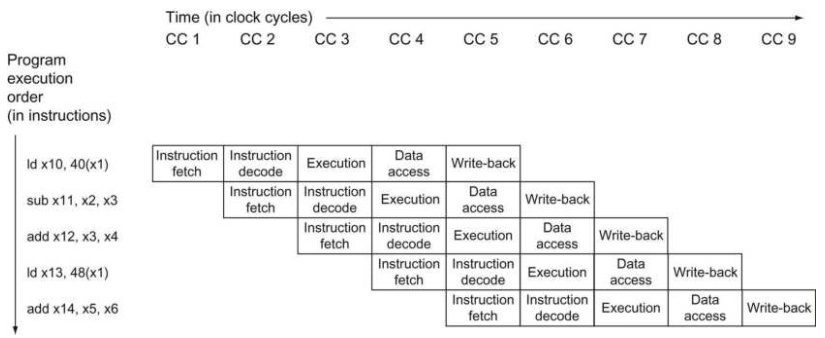 Time (in clock cycles)
CC 1 CC 2 CC 3 CC 4 CC 5 CC 6 CC 7 CC 8 CC 9
Program
execution
order
(in instructions)
ld x10, 40(x1)
Instruction
fetch
Instruction
decode
Execution
Data
access
Write-back
sub x11, x2, x3
Instruction
fetch
Instruction
decode
Execution
Data
access
Write-back
add x12, x3, x4
Instruction
fetch
Instruction
decode
Execution
Data
access
Write-back
ld x13, 48(x1)
Instruction
fetch
Instruction
decode
Execution
Data
access
Write-back
add x14, x5, x6
Instruction
fetch
Instruction
decode
Execution
Data
access
Write-back